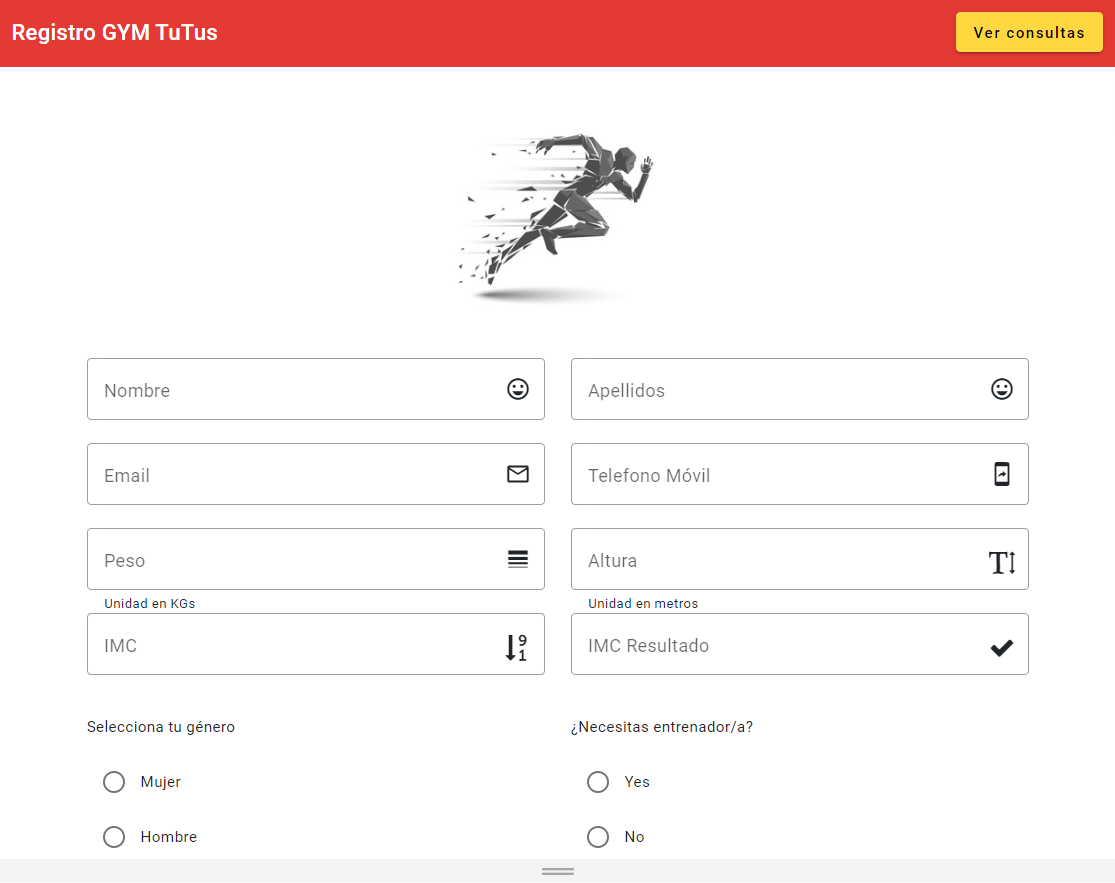 Registro GYM TuTus
Ver consultas
Nombre
Apellidos
Email
Telefono Móvil
Peso
Altura
Unidad en KGs
Unidad en metros
IMC
IMC Resultado
Selecciona tu género
¿Necesitas entrenador/a?
Mujer
Yes
Hombre
No